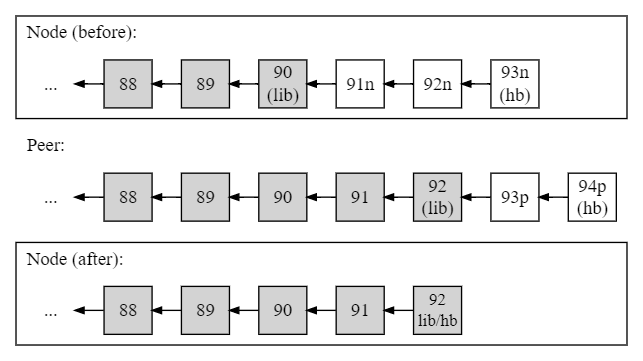 Node (before):
... 88 89 90 (lib) 91n 92n 93n (hb)
Peer:
... 88 89 90 91 92 (lib) 93p 94p (hb)
Node (after):
... 88 89 90 91 92 lib/hb